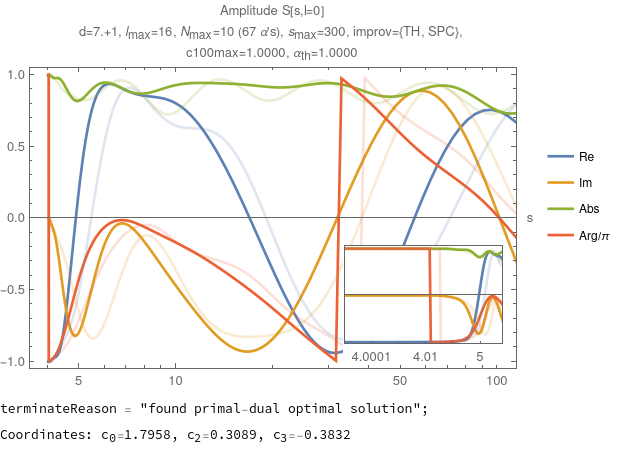 Amplitude S[s,l=0]
d=7.+1, lmax=16, Nmax=10 (67 α's), smax=300, improv={TH, SPC},
c100max=1.0000, αth=1.0000
1.0
0.5
0.0
−0.5
−1.0
5
10
50
100
s
4.0001
4.01
5
Re
Im
Abs
Arg/π
terminateReason = "found primal-dual optimal solution";
Coordinates: c0=1.7958, c2=0.3089, c3=-0.3832